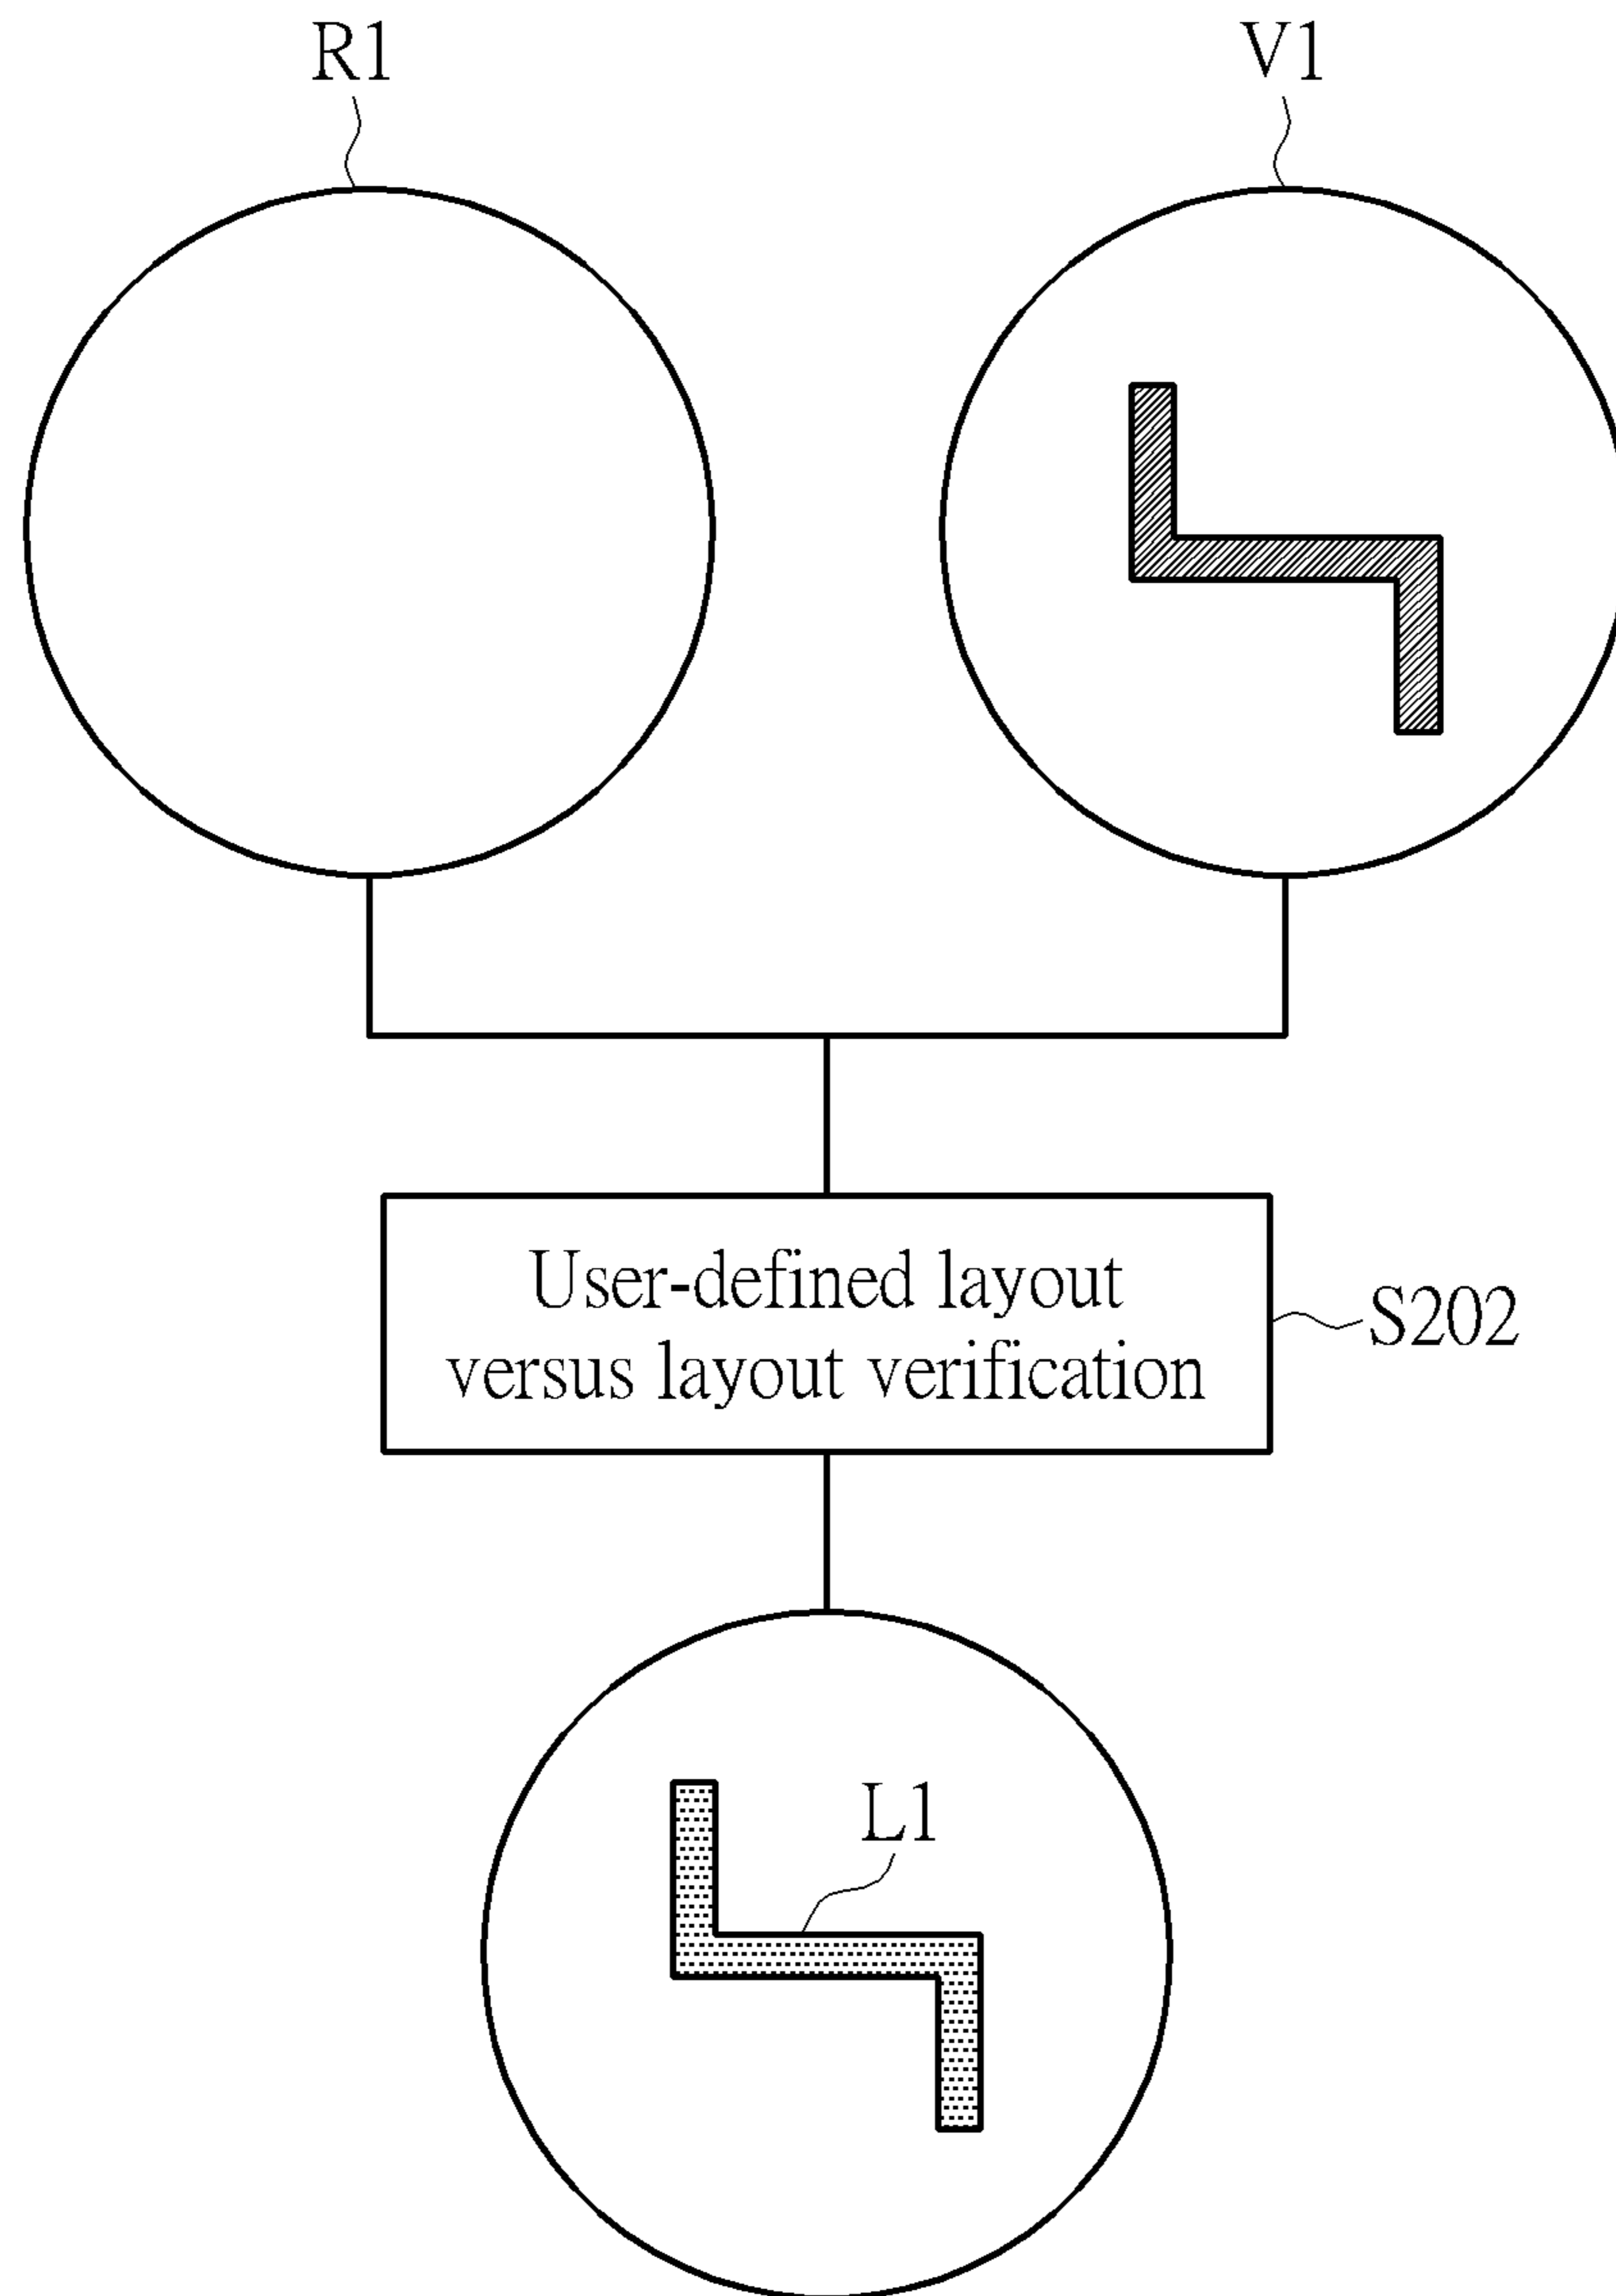 R1
V1
User-defined layout
versus layout verification
S202
L1